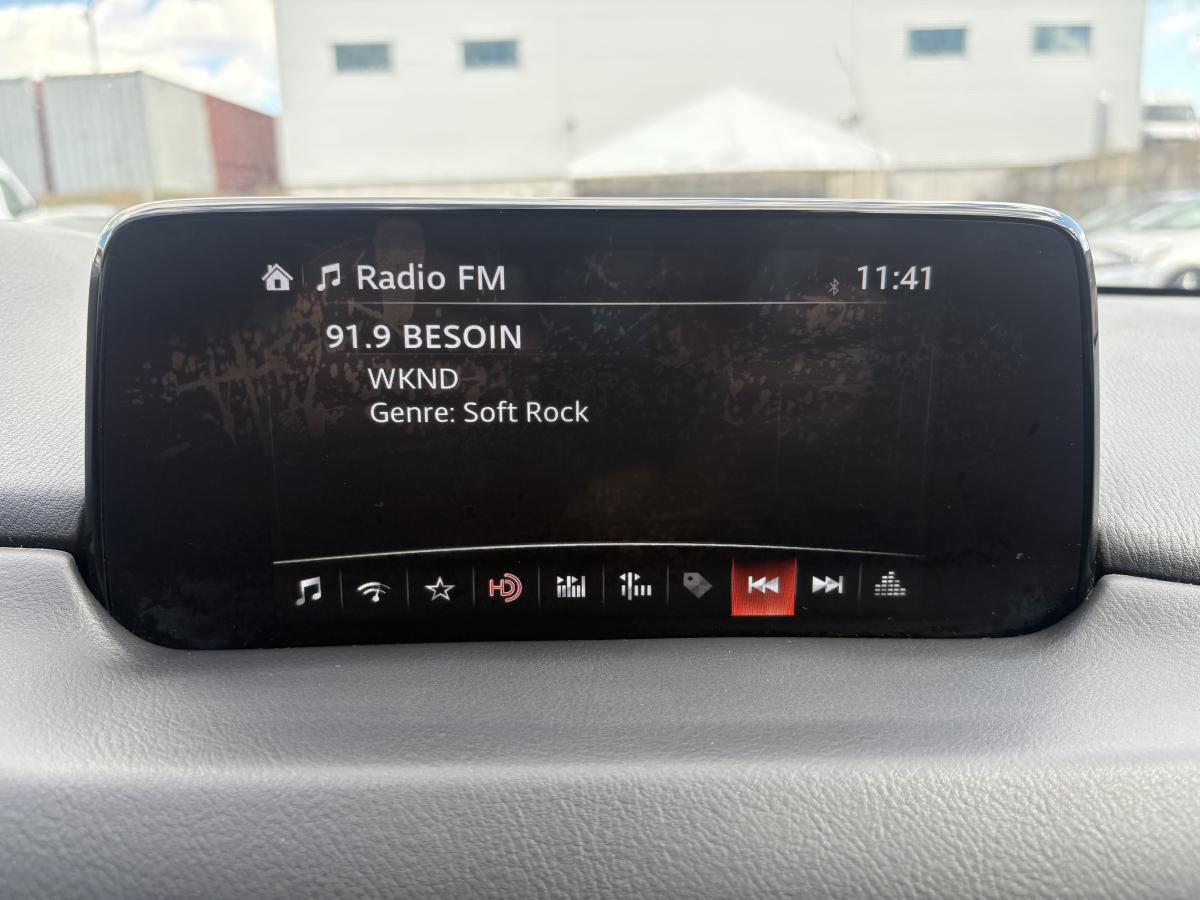 Radio FM 11:41
91.9 BESOIN
WKND
Genre: Soft Rock
HD